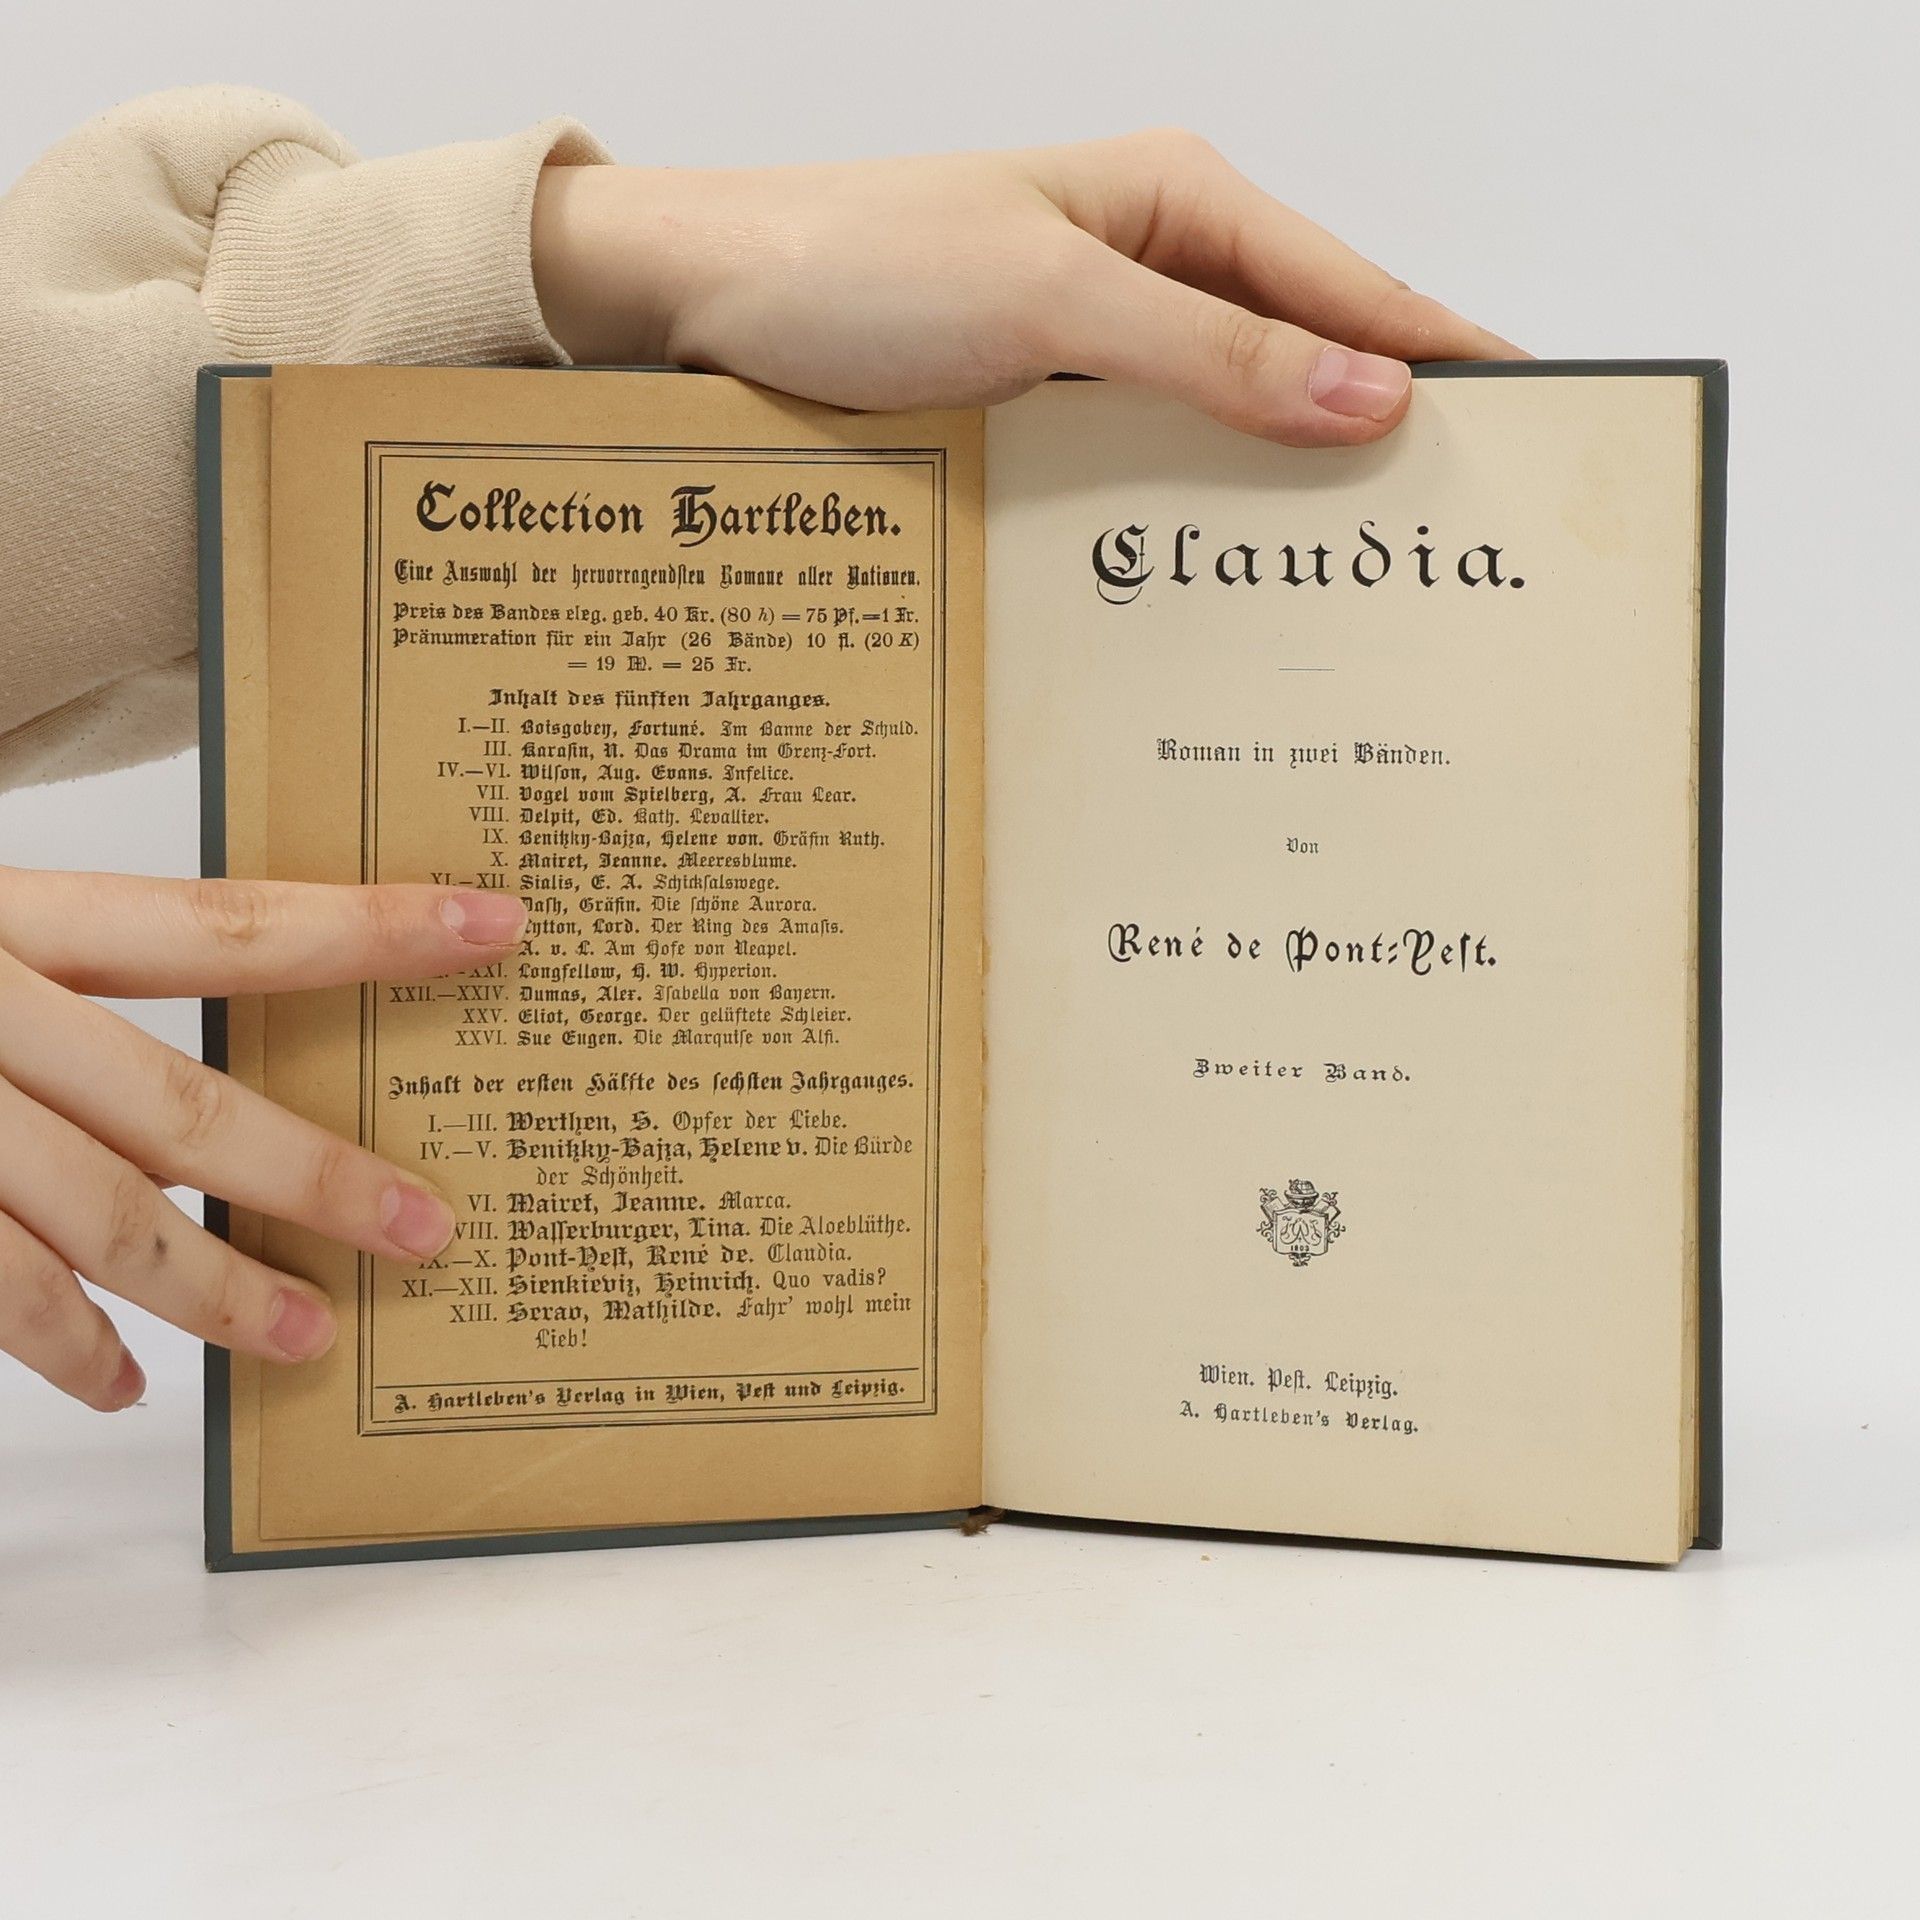 Collection Hartleben.
Eine Auswahl der hervorragendsten Romane aller Nationen.
Preis des Bandes eleg. geb. 40 Kr. (80 h) = 75 Pf. = 1 Fr.
Pränumeration für ein Jahr (26 Bände) 10 fl. (20 K)
= 19 M. = 25 Fr.
Inhalt des fünften Jahrganges.
I.—II. Boisgobey, Fortuné. Im Banne der Schuld.
III. Karasin, N. Das Drama im Grenz-Fort.
IV.—VI. Wilson, Aug. Evans. Infelice.
VII. Vogel vom Spielberg, A. Frau Lear.
VIII. Delpit, Ed. Kath. Levallier.
IX. Benitzky-Bajza, Helene von. Gräfin Ruth.
X. Mairet, Jeanne. Meeresblume.
XI.—XII. Sialis, E. A. Schicksalswege.
Dash, Gräfin. Die schöne Aurora.
Lytton, Lord. Der Ring des Amasis.
A. v. L. Am Hofe von Neapel.
—XXI. Longfellow, H. W. Hyperion.
XXII.—XXIV. Dumas, Alex. Isabella von Bayern.
XXV. Eliot, George. Der gelüftete Schleier.
XXVI. Sue Eugen. Die Marquise von Alfi.
Inhalt der ersten Hälfte des sechsten Jahrganges.
I.—III. Werthen, S. Opfer der Liebe.
IV.—V. Benitzky-Bajza, Helene v. Die Bürde
der Schönheit.
VI. Mairet, Jeanne. Marca.
VIII. Wasserburger, Lina. Die Aloeblüthe.
IX.—X. Pont-Yest, René de. Claudia.
XI.—XII. Sienkieviz, Heinrich. Quo vadis?
XIII. Serao, Mathilde. Fahr' wohl mein
Lieb!
A. Hartleben's Verlag in Wien, Pest und Leipzig.
Claudia.
Roman in zwei Bänden.
Von
René de Pont-Yest.
Zweiter Band.
1803
Wien. Pest. Leipzig.
A. Hartleben's Verlag.